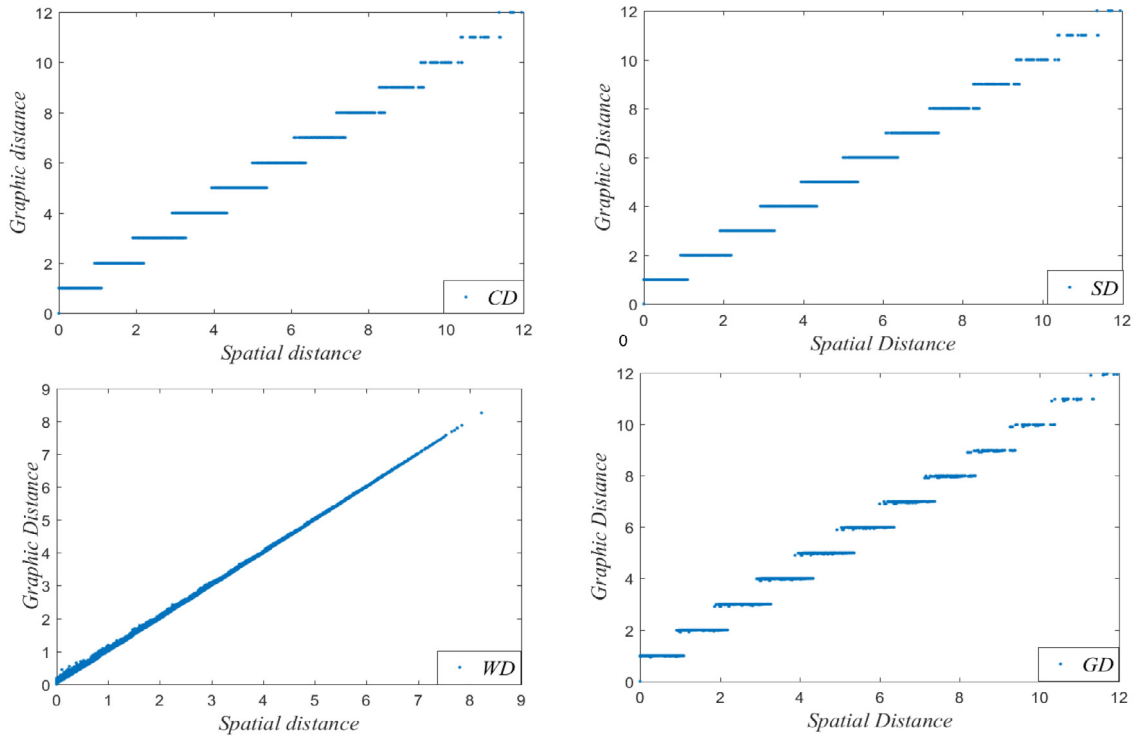 12
10
8
6
4
2
0
Graphic distance
0 2 4 6 8 10 12
Spatial distance
CD
12
10
8
6
4
2
0
Graphic Distance
0 2 4 6 8 10 12
Spatial Distance
SD
0
9
8
7
6
5
4
3
2
1
0
Graphic Distance
0 1 2 3 4 5 6 7 8 9
Spatial distance
WD
12
10
8
6
4
2
0
Graphic Distance
0 2 4 6 8 10 12
Spatial Distance
GD